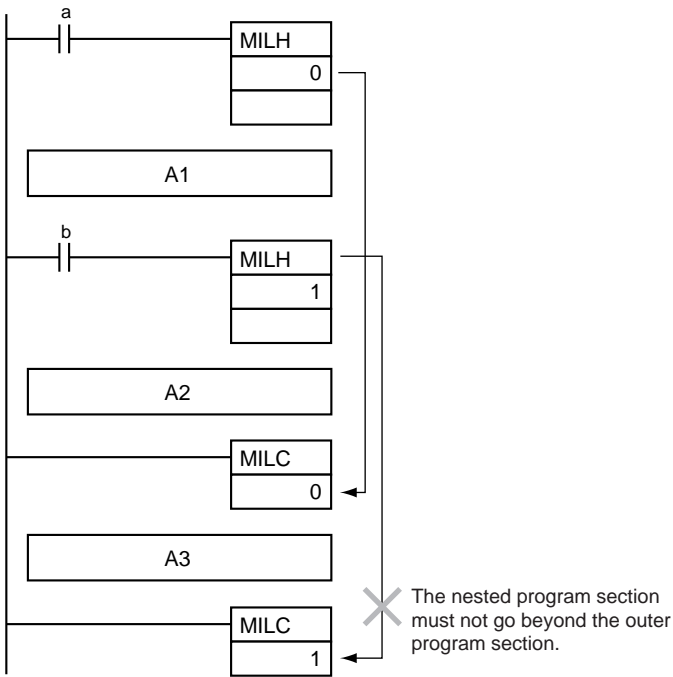 a
MILH
0
A1
b
MILH
1
A2
MILC
0
A3
The nested program section
must not go beyond the outer
program section.
MILC
1